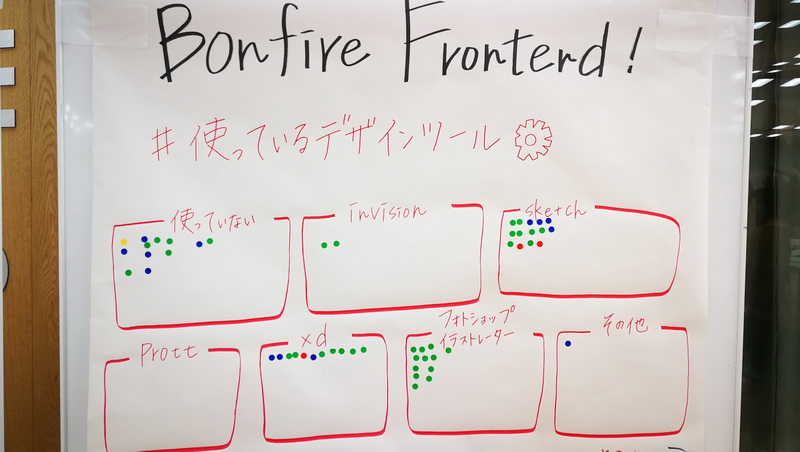 Bonfire Frontend!
#使っているデザインツール
使っていない
invision
sketch
Prott
xd
フォトショップ
イラストレーター
その他